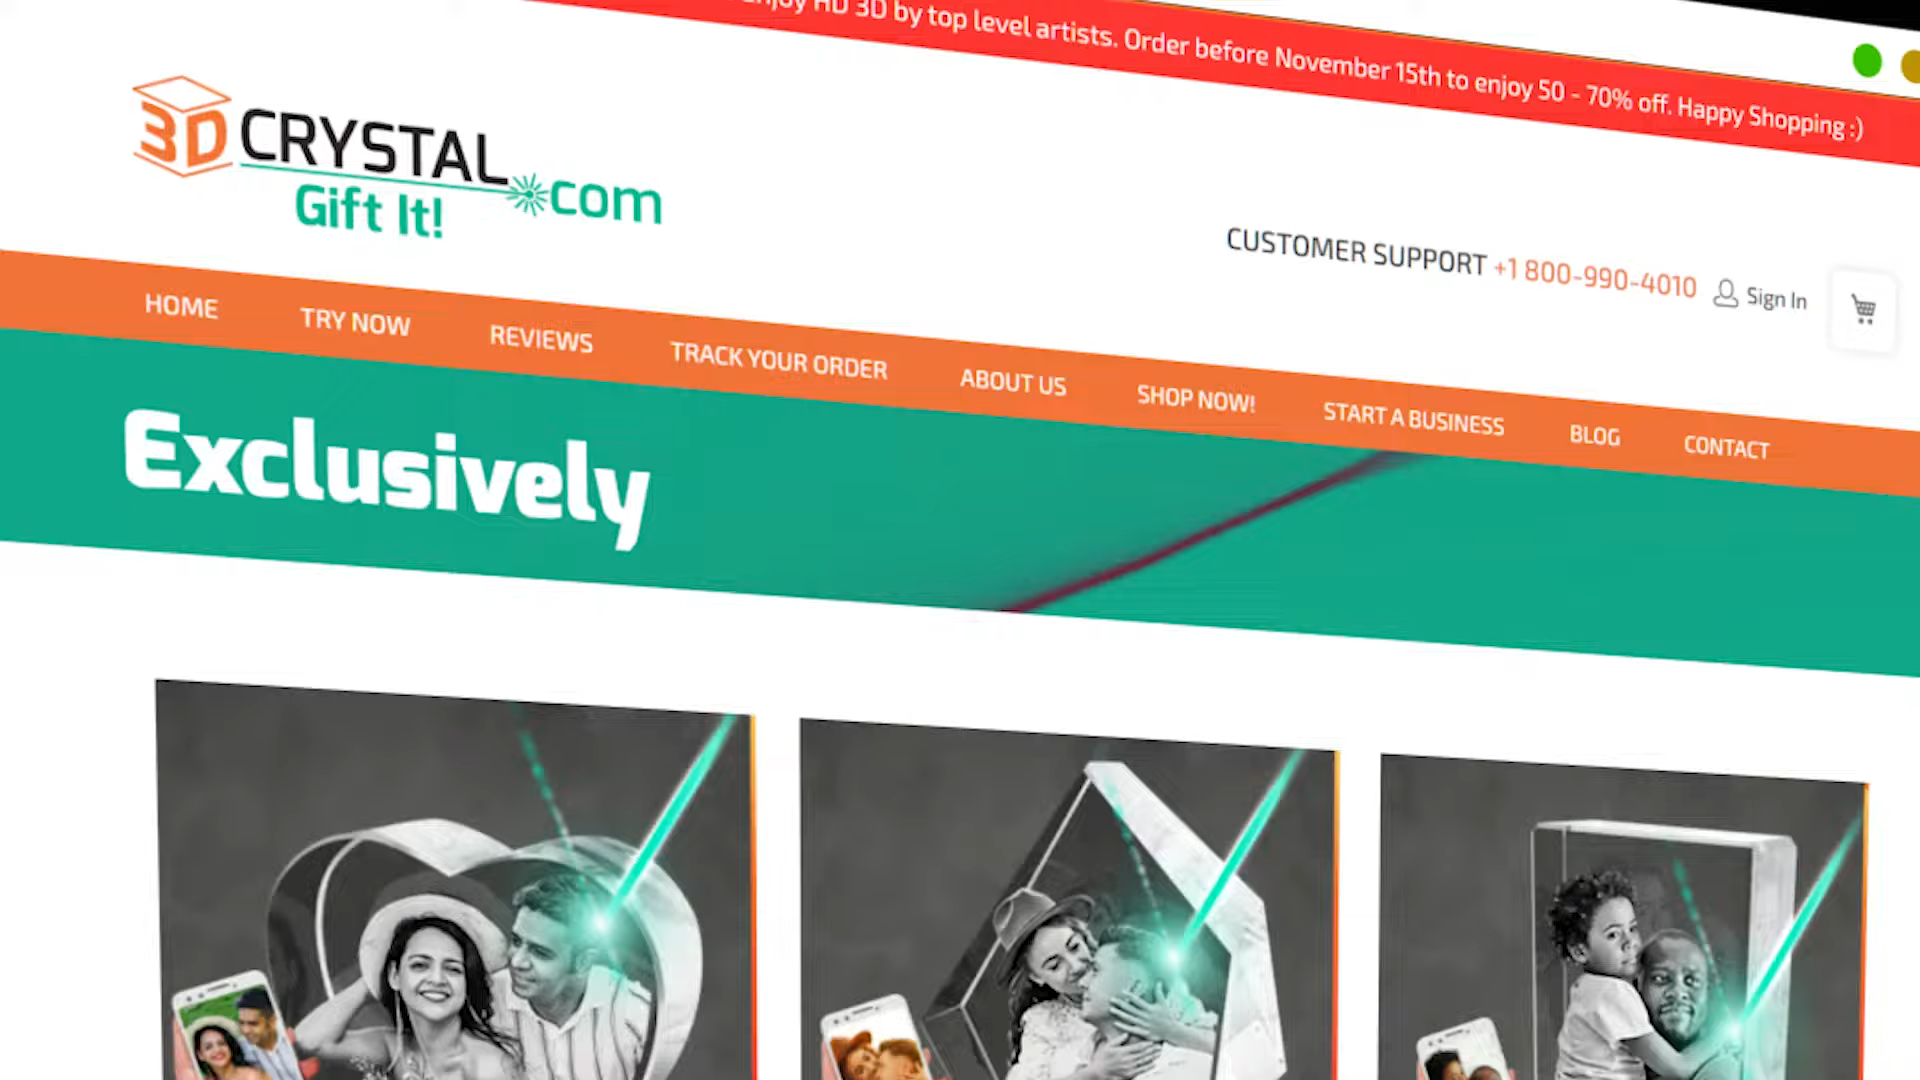 HD 3D by top level artists. Order before November 15th to enjoy 50 - 70% off. Happy Shopping :)
3D CRYSTAL.com
Gift It!
CUSTOMER SUPPORT +1 800-990-4010 Sign In
HOME TRY NOW REVIEWS TRACK YOUR ORDER ABOUT US SHOP NOW! START A BUSINESS BLOG CONTACT
Exclusively